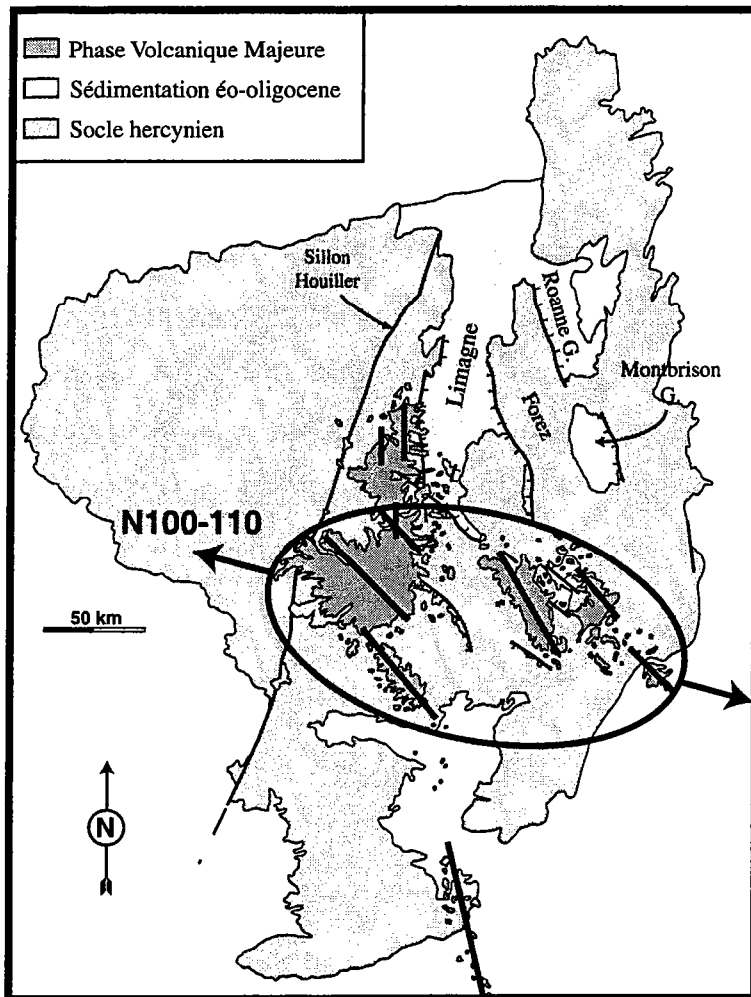 Phase Volcanique Majeure
Sédimentation éo-oligocene
Socle hercynien
Sillon
Houiller
Limagne
Roanne G.
Forez
Montbrison
G.
N100-110
50 km
N